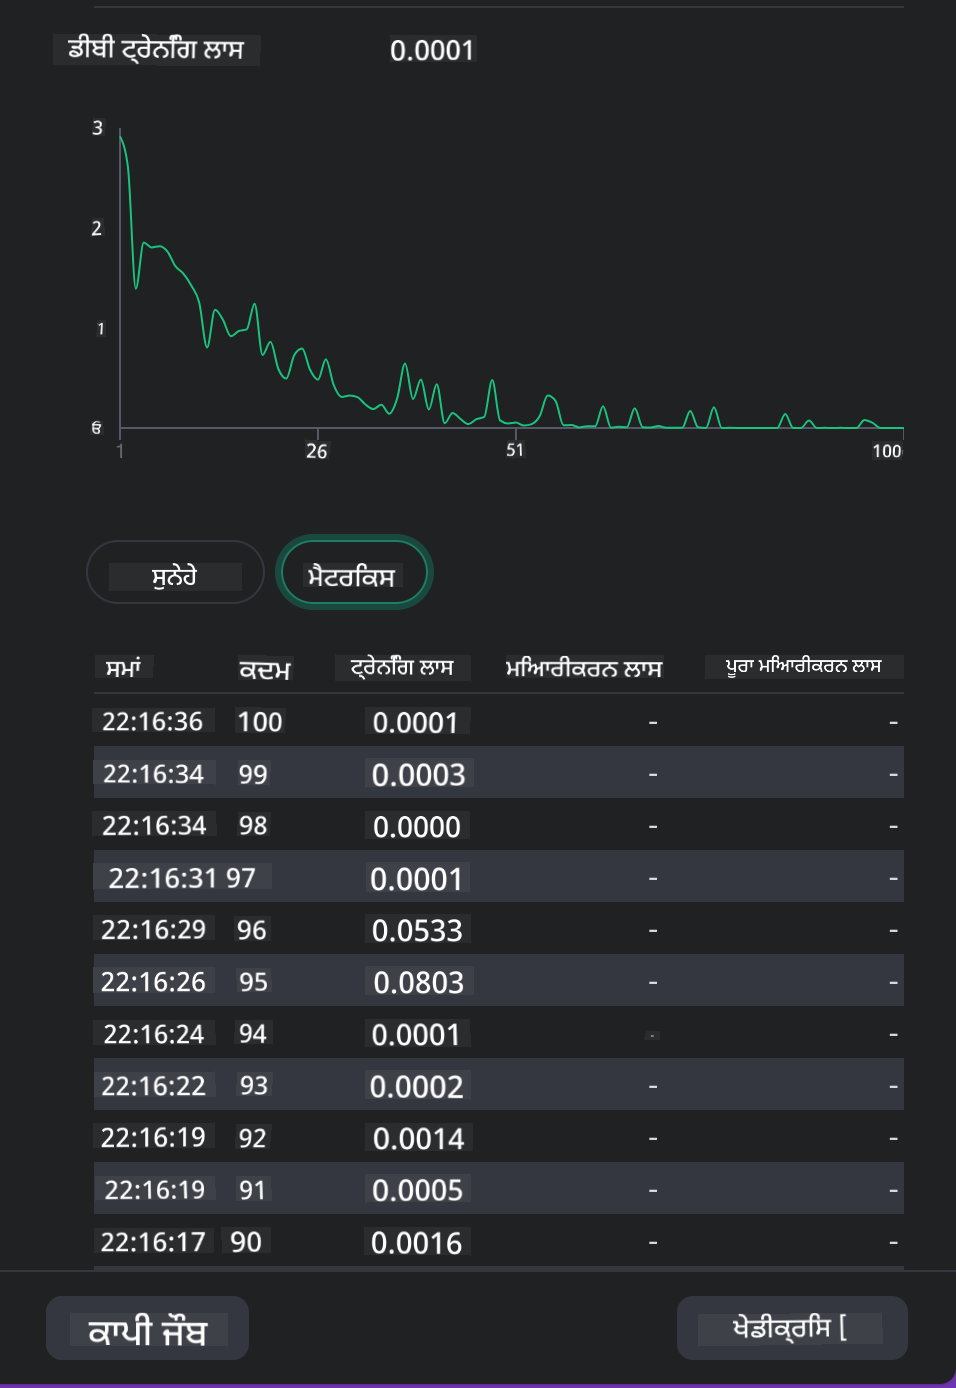 ਡੀਬੀ ਟ੍ਰੇਨਿੰਗ ਲਾਸ 0.0001
3
2
1
1 26 51 100
ਸੁਨੇਹੇ ਮੈਟਰਿਕਸ
ਸਮਾਂ ਕਦਮ ਟ੍ਰੇਨਿੰਗ ਲਾਸ ਮਆਿਰੀਕਰਨ ਲਾਸ ਪੂਰਾ ਮਆਿਰੀਕਰਨ ਲਾਸ
22:16:36 100 0.0001 - -
22:16:34 99 0.0003 - -
22:16:34 98 0.0000 - -
22:16:31 97 0.0001 - -
22:16:29 96 0.0533 - -
22:16:26 95 0.0803 - -
22:16:24 94 0.0001 - -
22:16:22 93 0.0002 - -
22:16:19 92 0.0014 - -
22:16:19 91 0.0005 - -
22:16:17 90 0.0016 - -
ਕਾਪੀ ਜੌਬ ਖੇਡੀਕ੍ਰਸਿ [